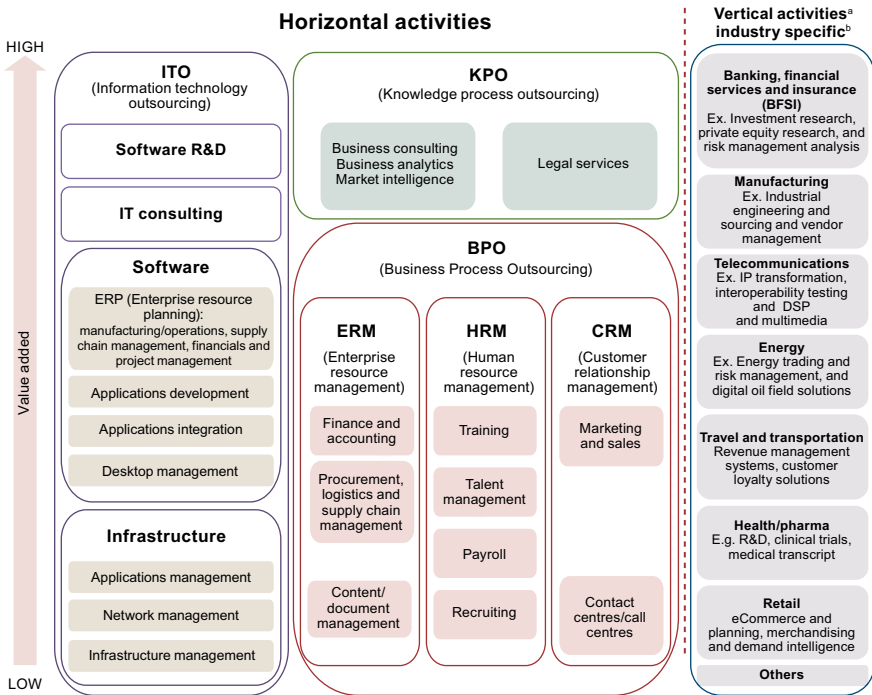 Horizontal activities
Vertical activitiesᵃ
industry specificᵇ
HIGH
Value added
LOW
ITO
(Information technology
outsourcing)
Software R&D
IT consulting
Software
ERP (Enterprise resource
planning):
manufacturing/operations, supply
chain management, financials and
project management
Applications development
Applications integration
Desktop management
Infrastructure
Applications management
Network management
Infrastructure management
KPO
(Knowledge process outsourcing)
Business consulting
Business analytics
Market intelligence
Legal services
BPO
(Business Process Outsourcing)
ERM
(Enterprise
resource
management)
Finance and
accounting
Procurement,
logistics and
supply chain
management
Content/
document
management
HRM
(Human
resource
management)
Training
Talent
management
Payroll
Recruiting
CRM
(Customer
relationship
management)
Marketing
and sales
Contact
centres/call
centres
Banking, financial
services and insurance
(BFSI)
Ex. Investment research,
private equity research, and
risk management analysis
Manufacturing
Ex. Industrial
engineering and
sourcing and vendor
management
Telecommunications
Ex. IP transformation,
interoperability testing
and DSP
and multimedia
Energy
Ex. Energy trading and
risk management, and
digital oil field solutions
Travel and transportation
Revenue management
systems, customer
loyalty solutions
Health/pharma
E.g. R&D, clinical trials,
medical transcript
Retail
eCommerce and
planning, merchandising
and demand intelligence
Others